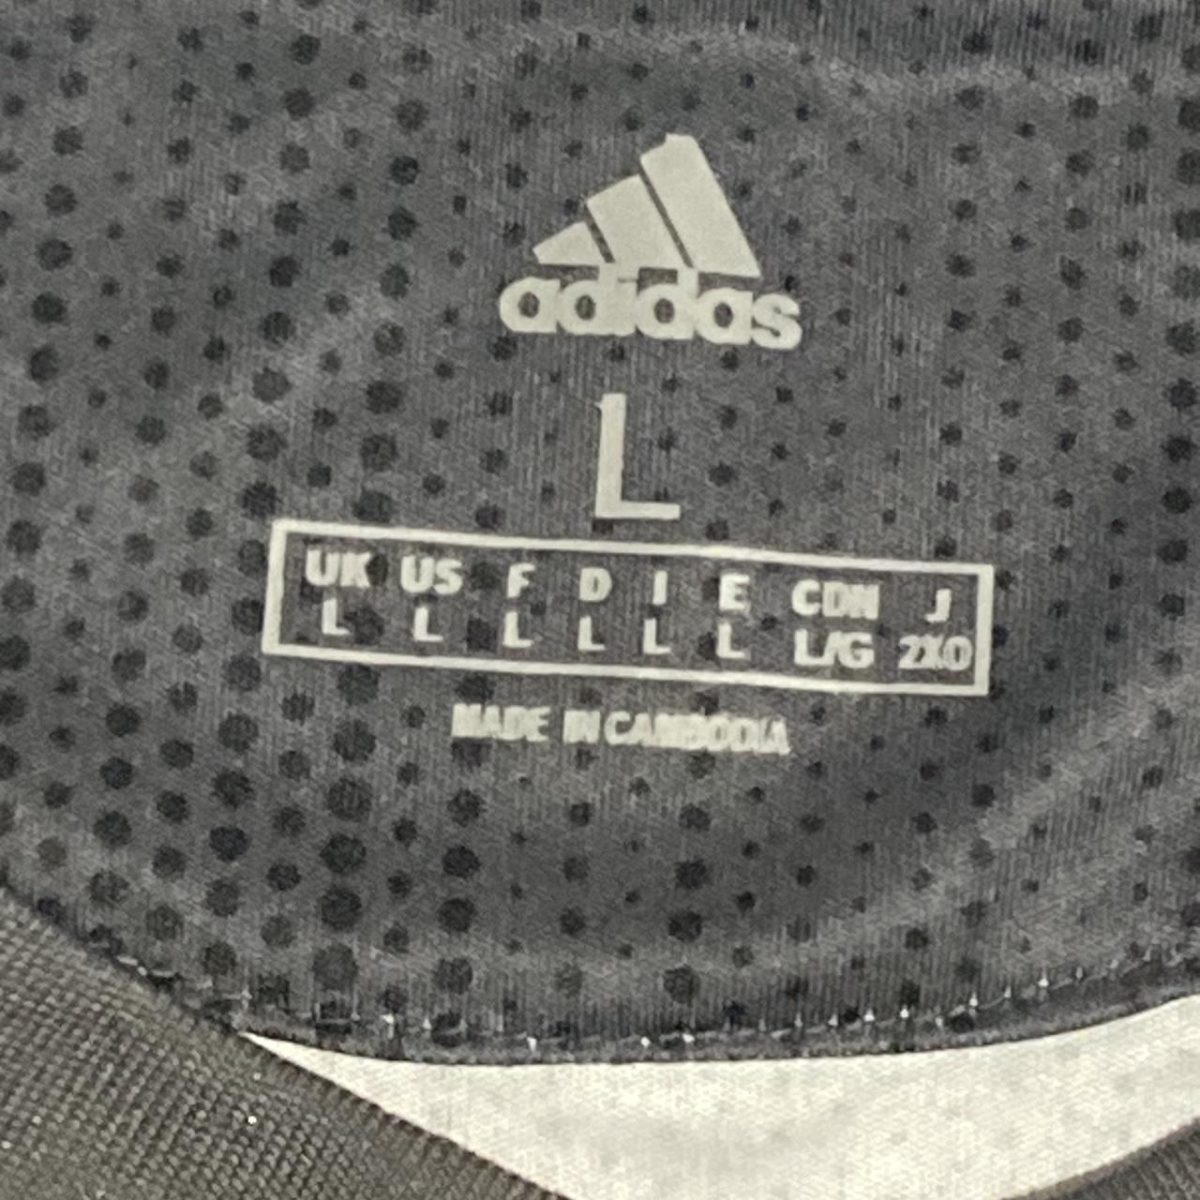 adidas
L
UK US F D I E CDN J
L L L L L L L/G 2XO
MADE IN CAMBODIA